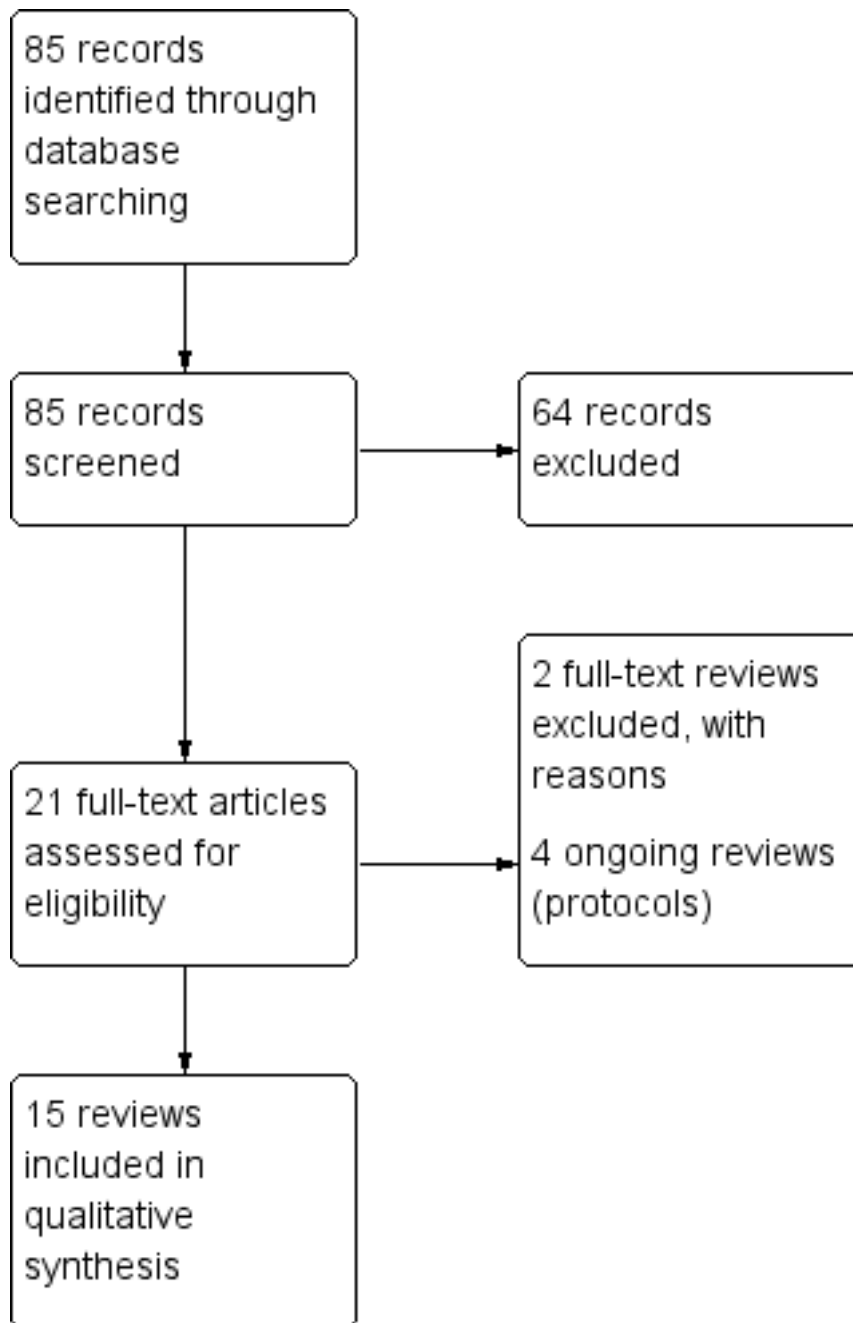 85 records
identified through
database
searching
85 records
screened
64 records
excluded
21 full-text articles
assessed for
eligibility
2 full-text reviews
excluded, with
reasons
4 ongoing reviews
(protocols)
15 reviews
included in
qualitative
synthesis